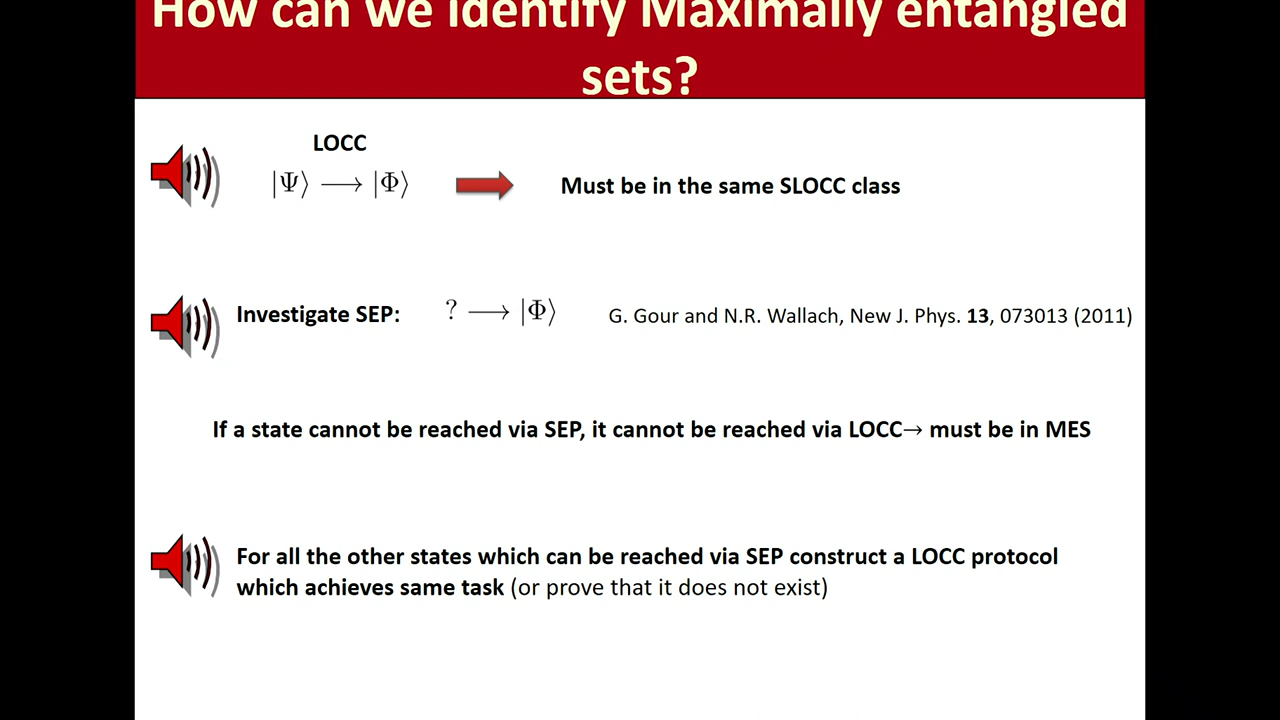 How can we identify Maximally entangled
sets?
LOCC
|Ψ⟩ ⟶ |Φ⟩
Must be in the same SLOCC class
Investigate SEP: ? ⟶ |Φ⟩ G. Gour and N.R. Wallach, New J. Phys. 13, 073013 (2011)
If a state cannot be reached via SEP, it cannot be reached via LOCC→ must be in MES
For all the other states which can be reached via SEP construct a LOCC protocol
which achieves same task (or prove that it does not exist)